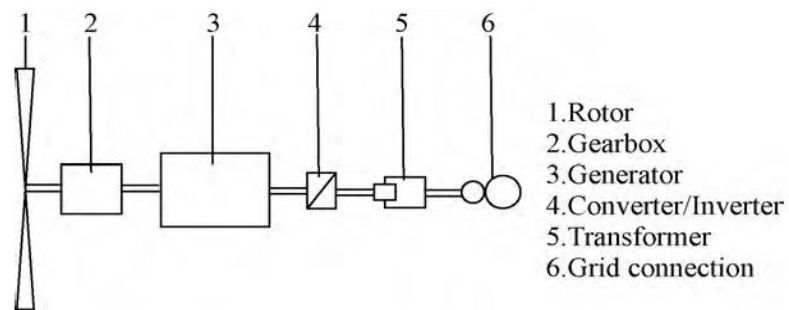 1 2 3 4 5 6
1.Rotor
2.Gearbox
3.Generator
4.Converter/Inverter
5.Transformer
6.Grid connection